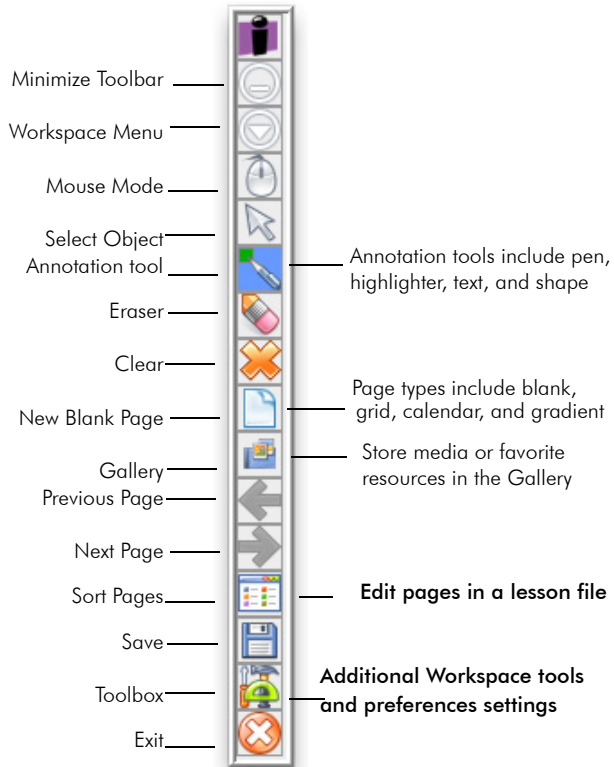 Minimize Toolbar
Workspace Menu
Mouse Mode
Select Object
Annotation tool
Annotation tools include pen,
highlighter, text, and shape
Eraser
Clear
New Blank Page
Page types include blank,
grid, calendar, and gradient
Gallery
Store media or favorite
resources in the Gallery
Previous Page
Next Page
Sort Pages
Edit pages in a lesson file
Save
Toolbox
Additional Workspace tools
and preferences settings
Exit